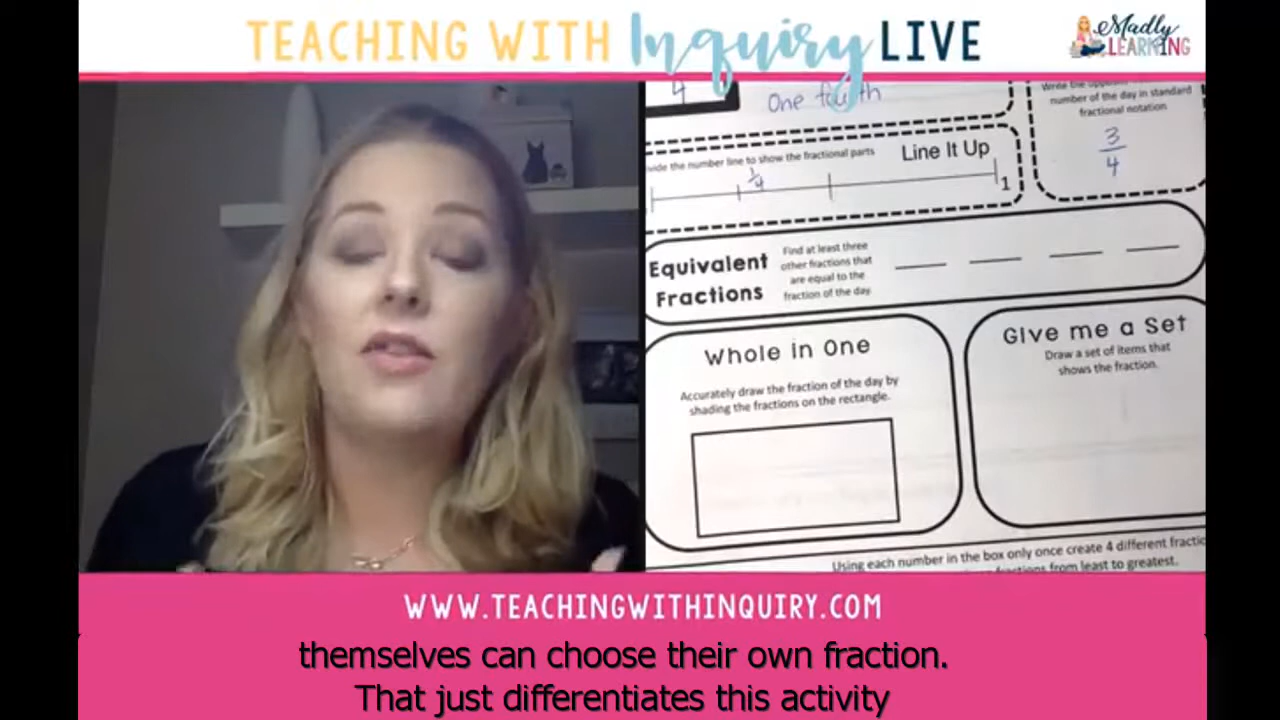 TEACHING WITH Inquiry LIVE
Madly
LEARNING
4
One fourth
number of the day in standard
fractional notation
3
4
the number line to show the fractional parts
Line It Up
1
4
1
Equivalent
Fractions
Find at least three
other fractions that
are equal to the
fraction of the day
Whole in One
Accurately draw the fraction of the day by
shading the fractions on the rectangle.
Give me a Set
Draw a set of items that
shows the fraction.
Using each number in the box only once create 4 different
fractions from least to greatest.
WWW.TEACHINGWITHINQUIRY.COM
themselves can choose their own fraction.
That just differentiates this activity